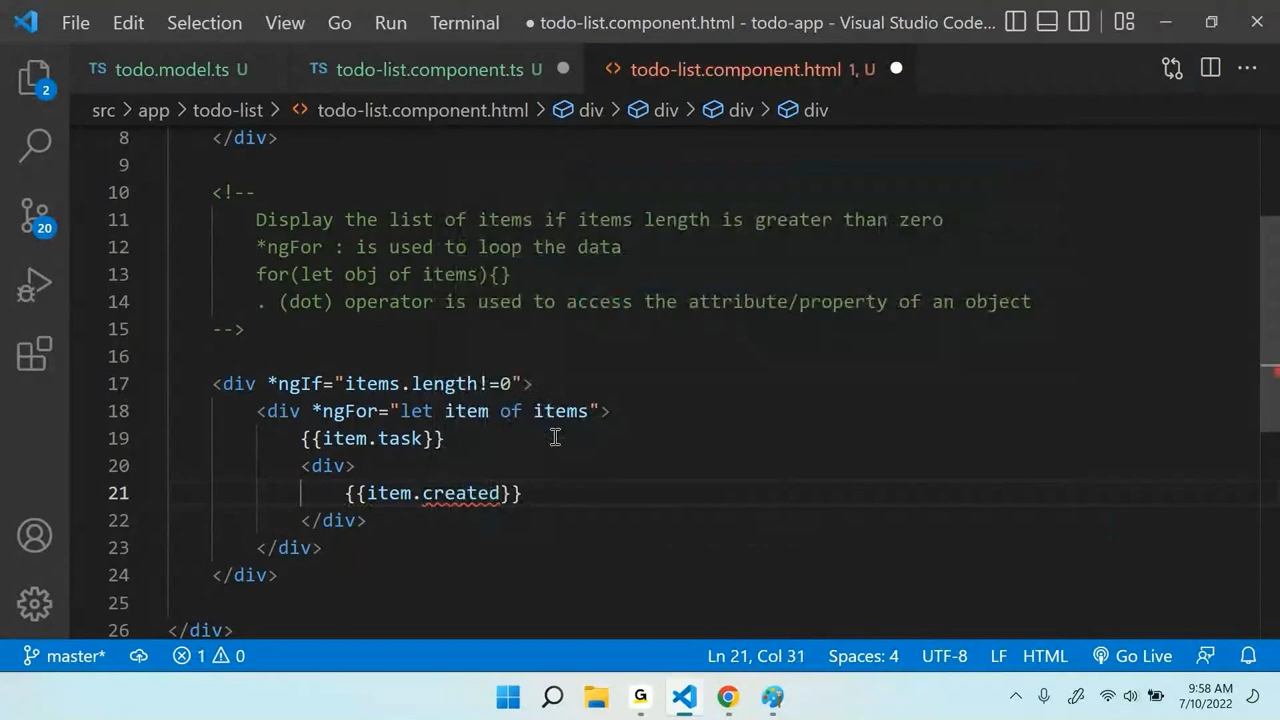 File Edit Selection View Go Run Terminal ● todo-list.component.html - todo-app - Visual Studio Code...
TS todo.model.ts U TS todo-list.component.ts U <> todo-list.component.html 1, U
2
src > app > todo-list > <> todo-list.component.html > div > div > div > div
8 </div>
9
10 <!--
11 Display the list of items if items length is greater than zero
12 *ngFor : is used to loop the data
20
13 for(let obj of items){}
14 . (dot) operator is used to access the attribute/property of an object
15 -->
16
17 <div *ngIf="items.length!=0">
18 <div *ngFor="let item of items">
19 {{item.task}}
20 <div>
21 {{item.created}}
22 </div>
23 </div>
24 </div>
25
26 </div>
master* 1 0 Ln 21, Col 31 Spaces: 4 UTF-8 LF HTML Go Live
G
9:58 AM
7/10/2022